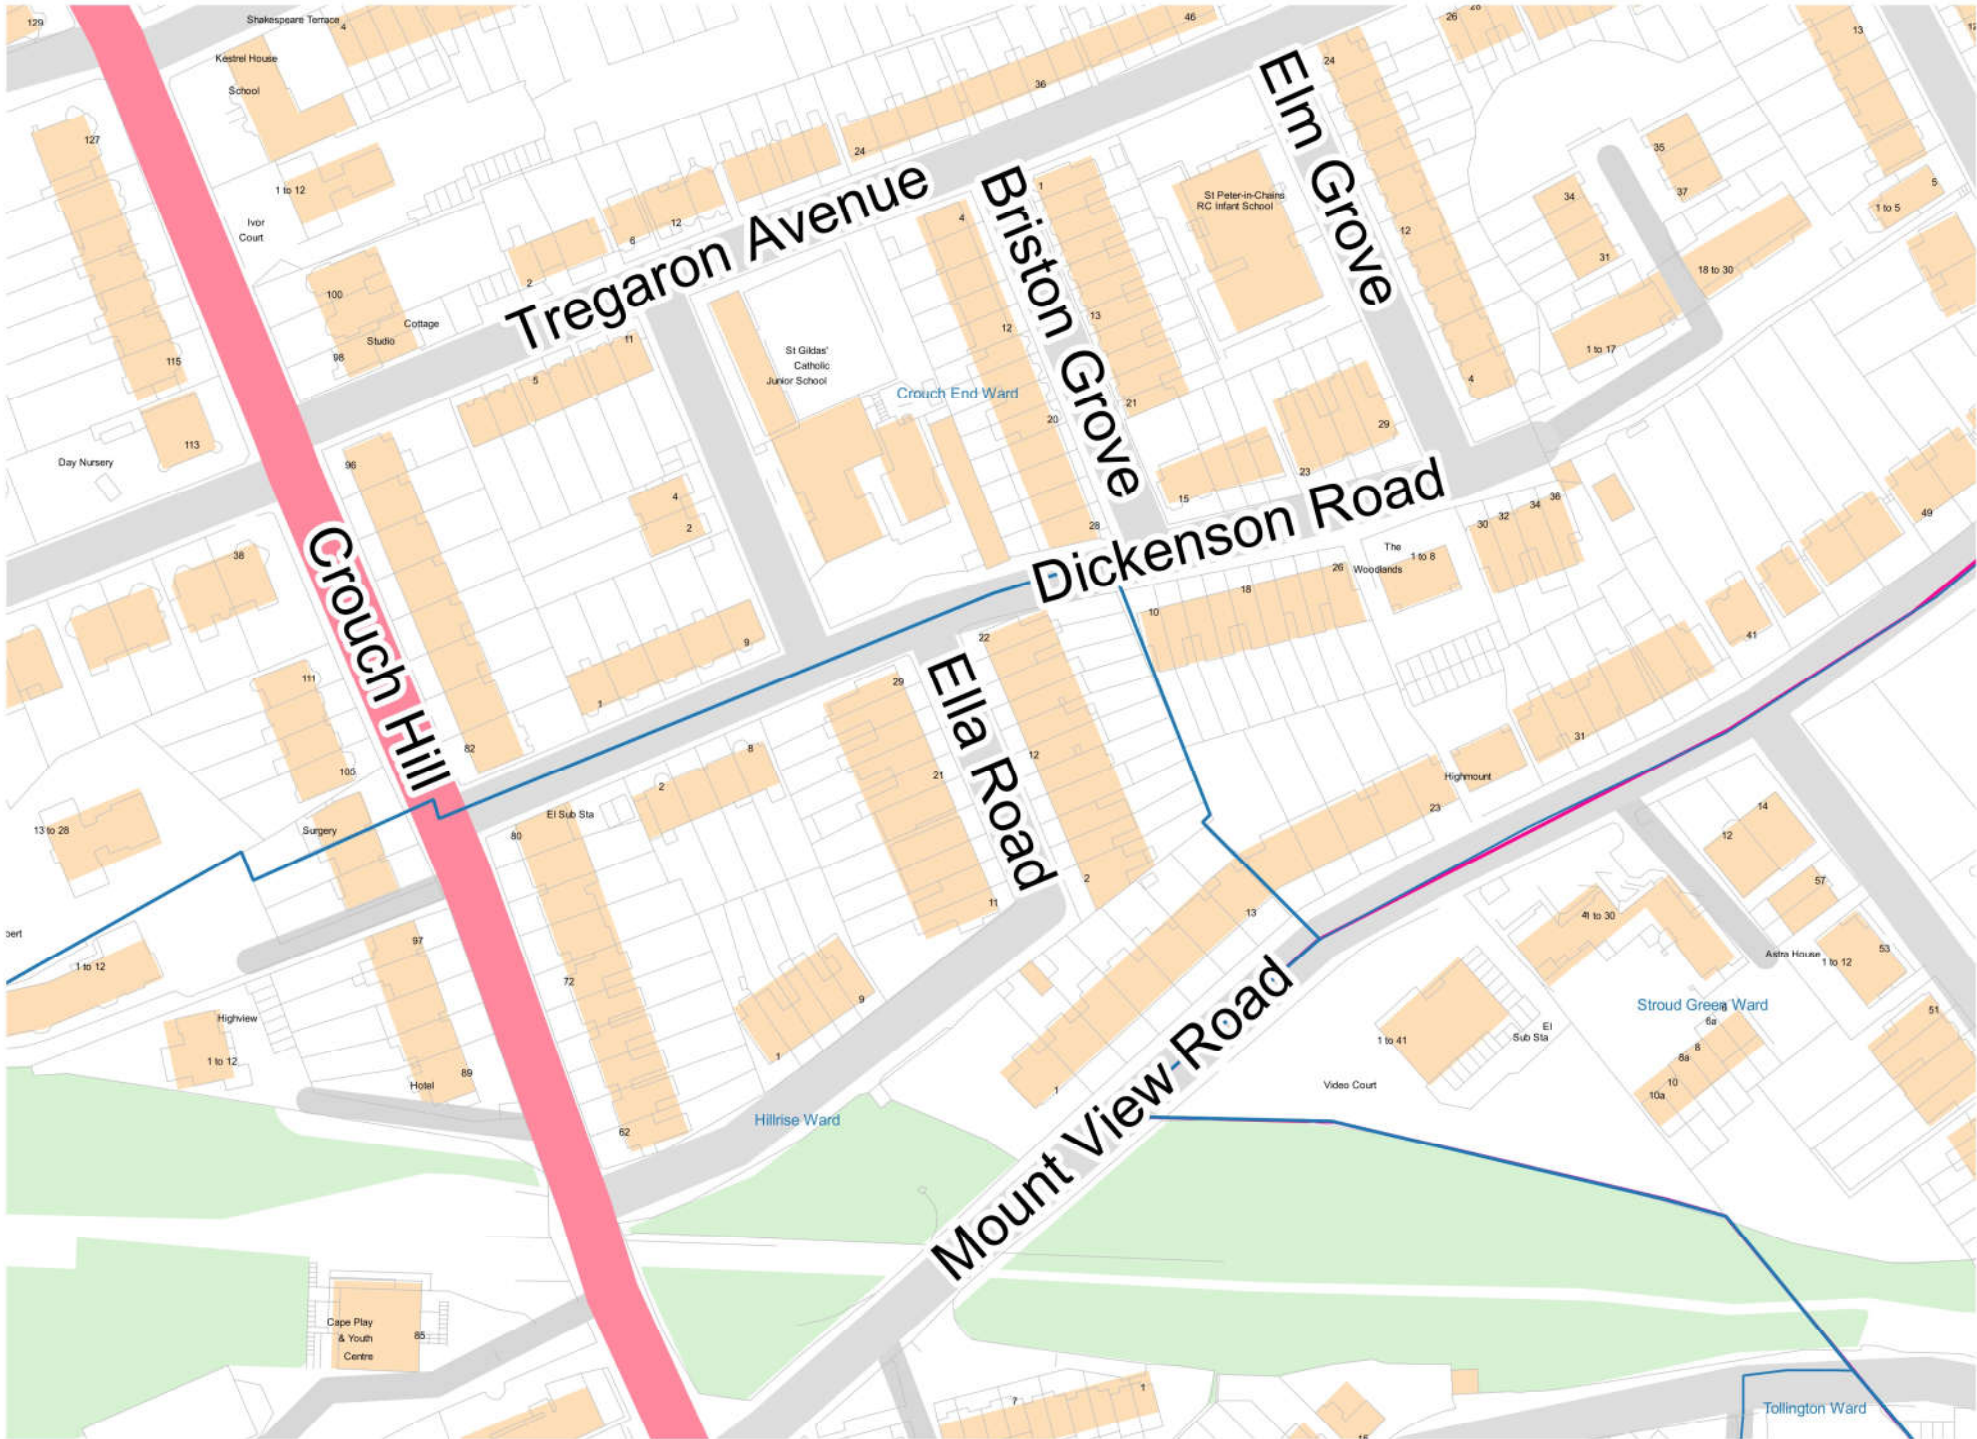 129
Shakespeare Terrace
4
46
26
28
13
12
Kestrel House
School
24
36
127
24
1 to 12
Ivor
Court
Elm Grove
35
37
34
5
1 to 5
St Peter-in-Chains
RC Infant School
1
4
12
6
2
Tregaron Avenue
Briston Grove
12
31
18 to 30
100
Cottage
Studio
98
115
11
5
St Gildas'
Catholic
Junior School
12
13
1 to 17
Crouch End Ward
4
20
21
29
113
Day Nursery
96
23
15
4
2
28
Dickenson Road
30
32
34
36
49
The
Woodlands
1 to 8
38
Crouch Hill
10
18
26
22
9
1
41
111
29
Ella Road
82
8
2
105
12
21
31
Highmount
23
13 to 28
Surgery
El Sub Sta
80
14
12
57
2
11
13
41 to 30
53
Astra House
1 to 12
bert
97
1 to 12
72
9
Mount View Road
Stroud Green Ward
51
6
6a
8
8a
10
10a
El
Sub Sta
1 to 41
Video Court
Highview
1 to 12
Hotel
89
1
1
62
Hillrise Ward
Cape Play
& Youth
Centre
85
7
1
15
Tollington Ward